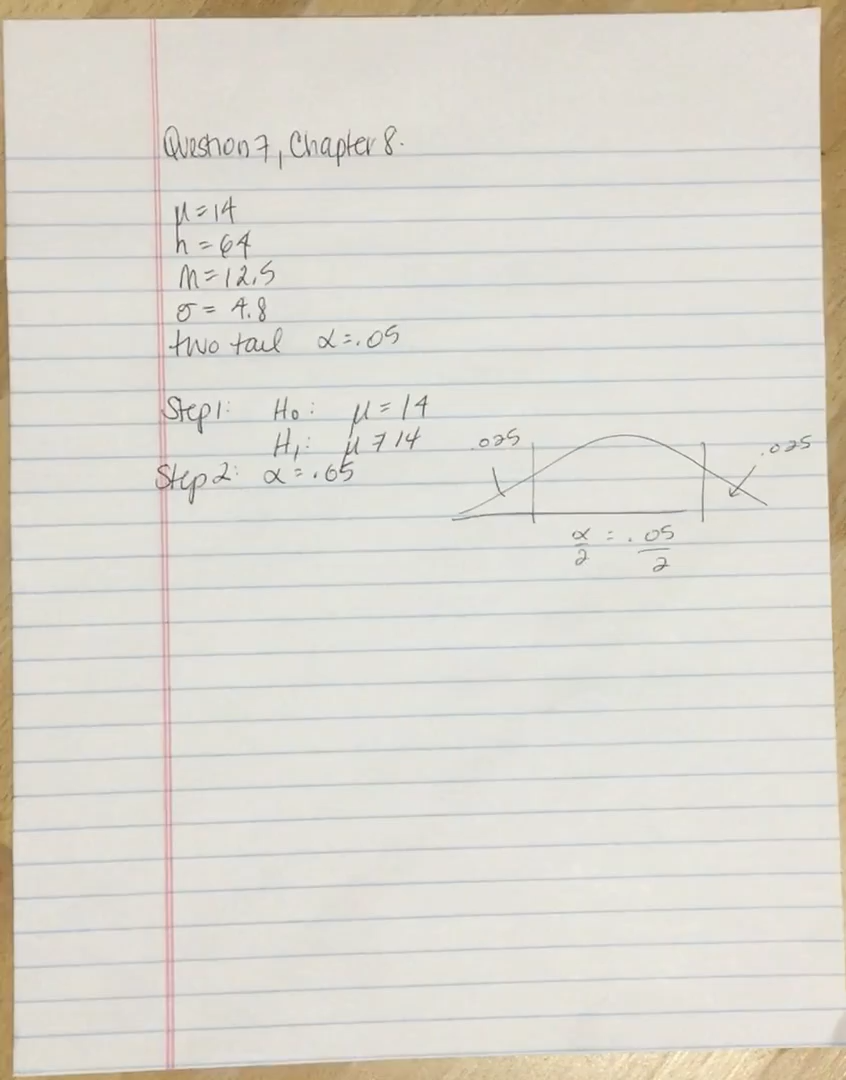 Question 7, Chapter 8.
μ = 14
n = 64
M = 12.5
σ = 4.8
two tail α = .05
Step 1: H₀: μ = 14
H₁: μ ≠ 14
Step 2: α = .05
.025 .025
α/2 = .05/2